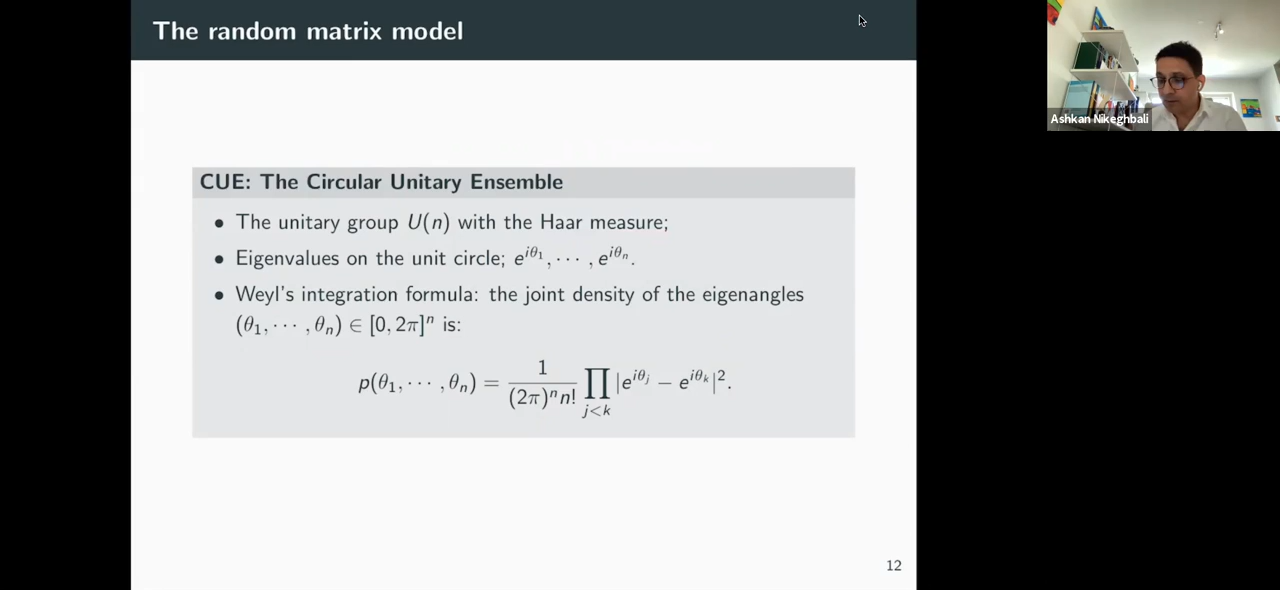 The random matrix model
CUE: The Circular Unitary Ensemble
• The unitary group U(n) with the Haar measure;
• Eigenvalues on the unit circle; e^{iθ_1}, ⋯ , e^{iθ_n}.
• Weyl's integration formula: the joint density of the eigenangles
(θ_1, ⋯ , θ_n) ∈ [0, 2π]^n is:
p(θ_1, ⋯ , θ_n) = \frac{1}{(2π)^n n!} \prod_{j<k} |e^{iθ_j} − e^{iθ_k}|^2.
12
Ashkan Nikeghbali